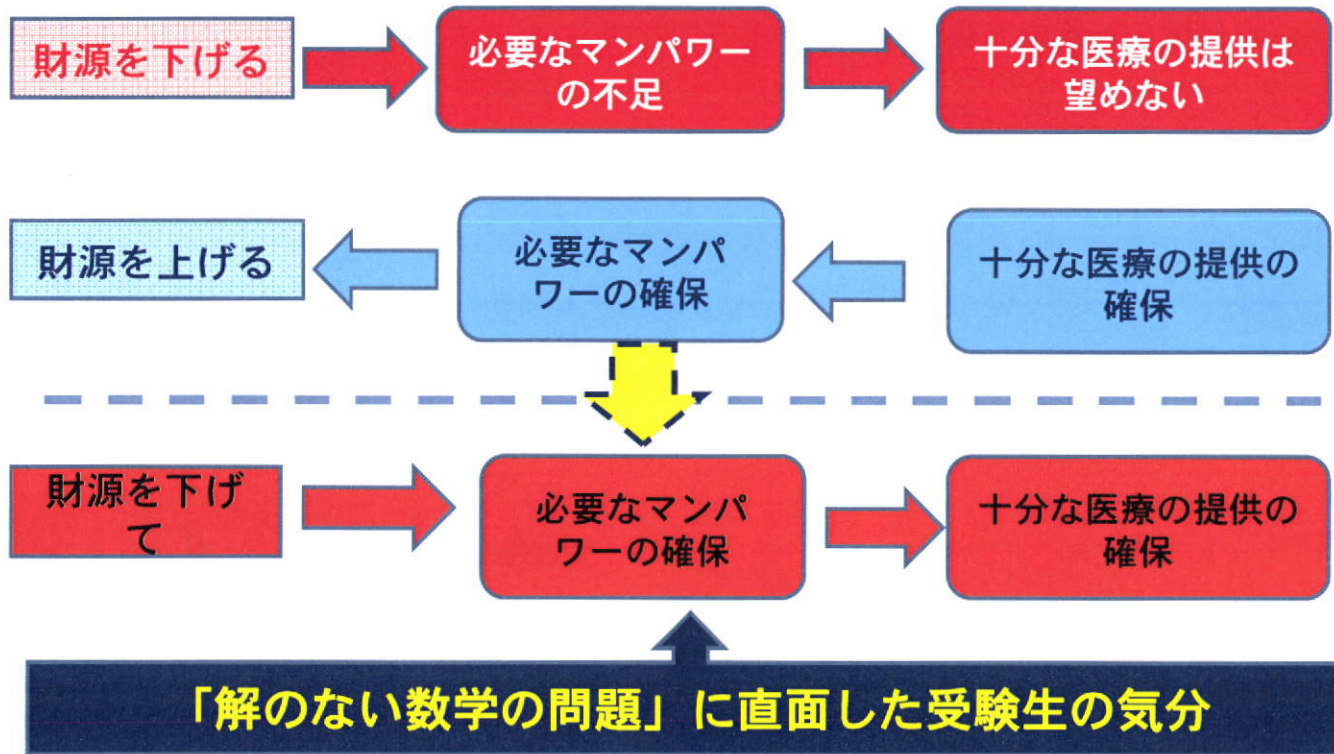 財源を下げる
必要なマンパワー
の不足
十分な医療の提供は
望めない
財源を上げる
必要なマンパ
ワーの確保
十分な医療の提供の
確保
財源を下げ
て
必要なマンパ
ワーの確保
十分な医療の提供の
確保
「解のない数学の問題」に直面した受験生の気分